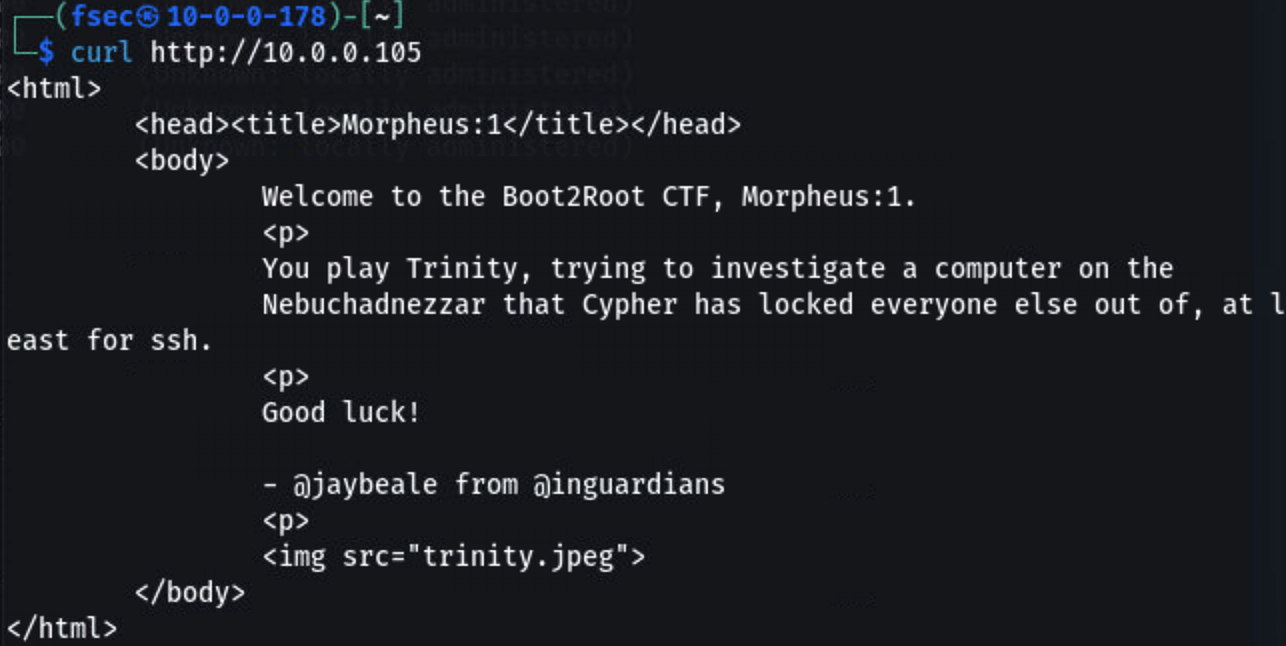 ┌──(fsec㉿10-0-0-178)-[~]
└─$ curl http://10.0.0.105
<html>
<head><title>Morpheus:1</title></head>
<body>
Welcome to the Boot2Root CTF, Morpheus:1.
<p>
You play Trinity, trying to investigate a computer on the
Nebuchadnezzar that Cypher has locked everyone else out of, at l
east for ssh.
<p>
Good luck!
- @jaybeale from @inguardians
<p>
<img src="trinity.jpeg">
</body>
</html>